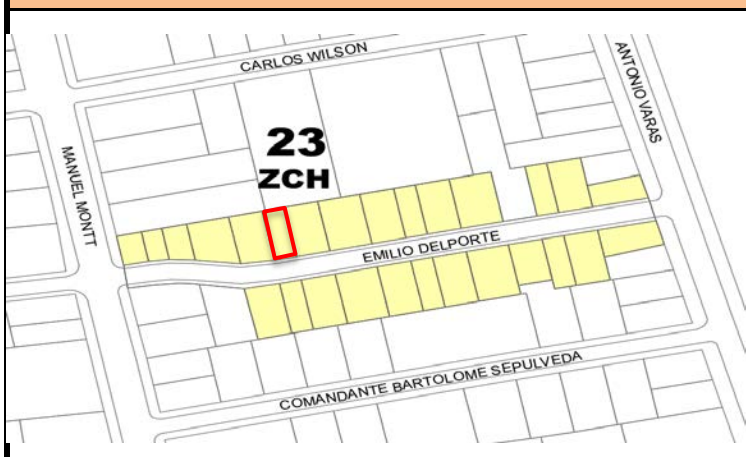 CARLOS WILSON
ANTONIO VARAS
23
ZCH
MANUEL MONTT
EMILIO DELPORTE
COMANDANTE BARTOLOME SEPULVEDA